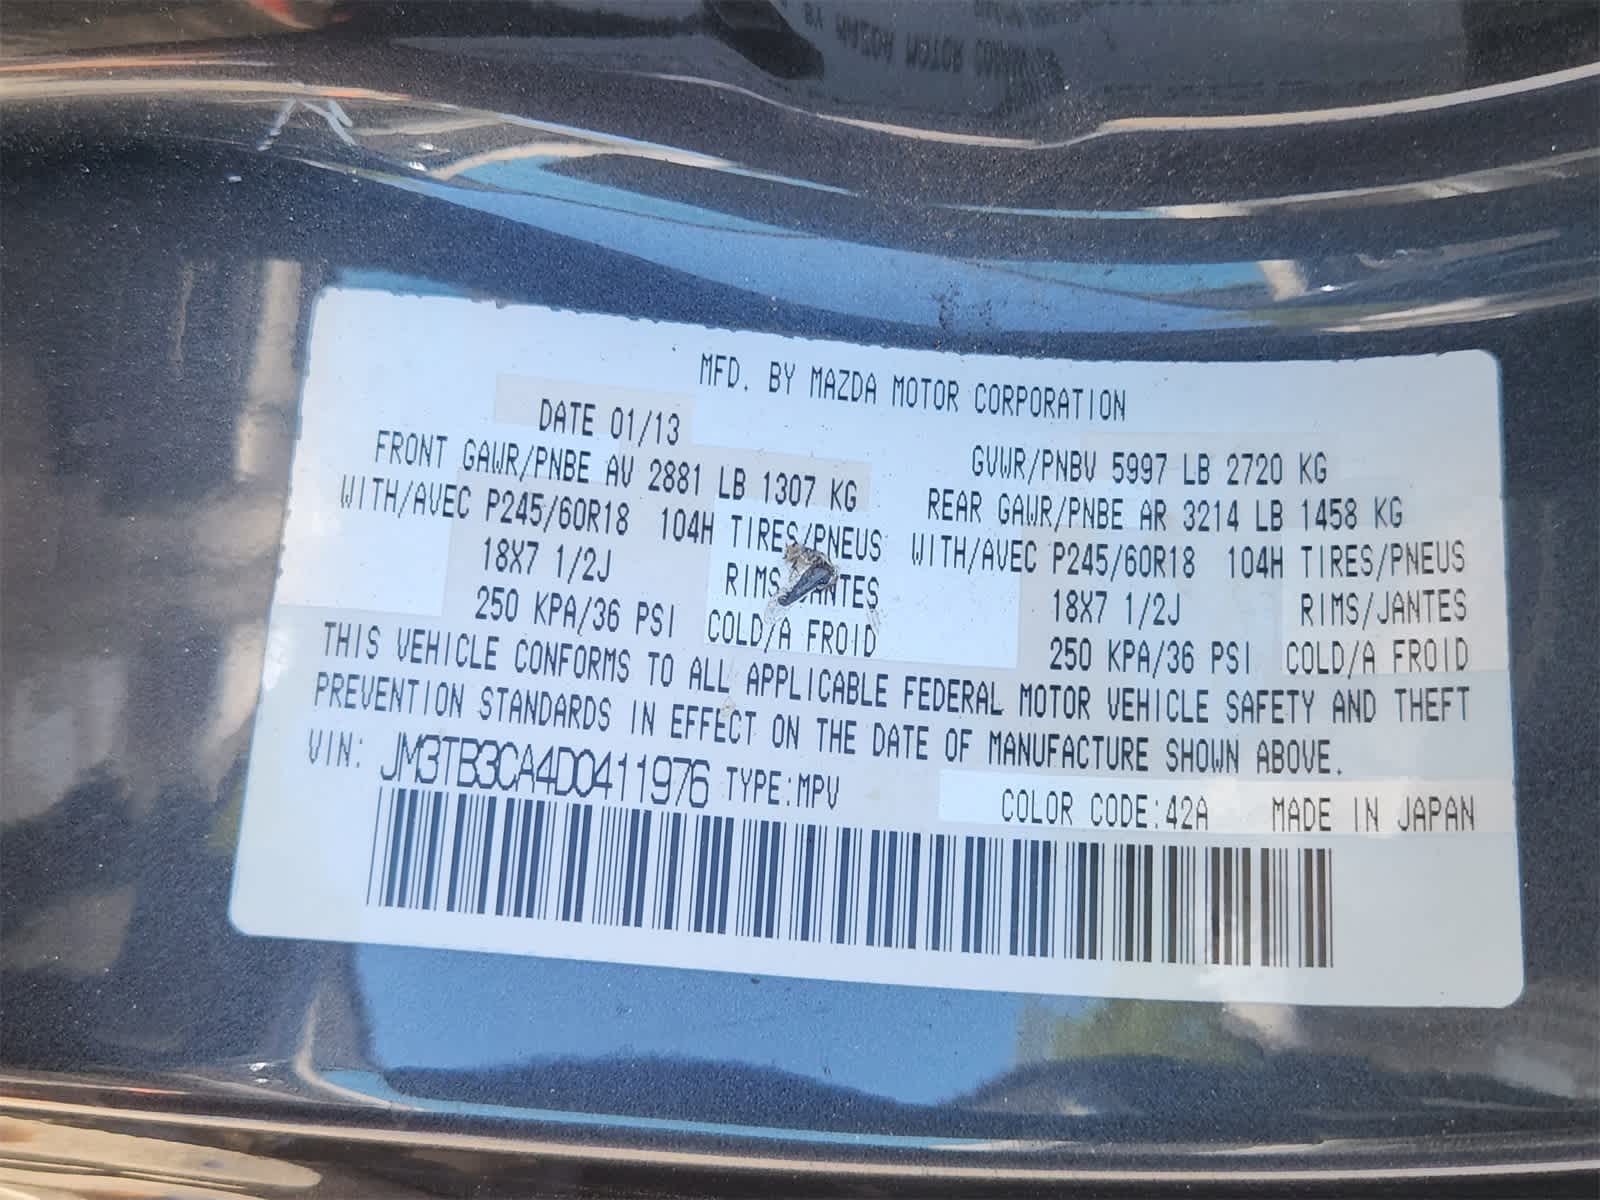 MFD. BY MAZDA MOTOR CORPORATION
DATE 01/13
GVWR/PNBV 5997 LB 2720 KG
FRONT GAWR/PNBE AV 2881 LB 1307 KG
REAR GAWR/PNBE AR 3214 LB 1458 KG
WITH/AVEC P245/60R18 104H TIRES/PNEUS
WITH/AVEC P245/60R18 104H TIRES/PNEUS
18X7 1/2J RIMS/JANTES
18X7 1/2J RIMS/JANTES
250 KPA/36 PSI COLD/A FROID
250 KPA/36 PSI COLD/A FROID
THIS VEHICLE CONFORMS TO ALL APPLICABLE FEDERAL MOTOR VEHICLE SAFETY AND THEFT
PREVENTION STANDARDS IN EFFECT ON THE DATE OF MANUFACTURE SHOWN ABOVE.
VIN: JM3TB3CA4D0411976 TYPE:MPV
COLOR CODE:42A MADE IN JAPAN